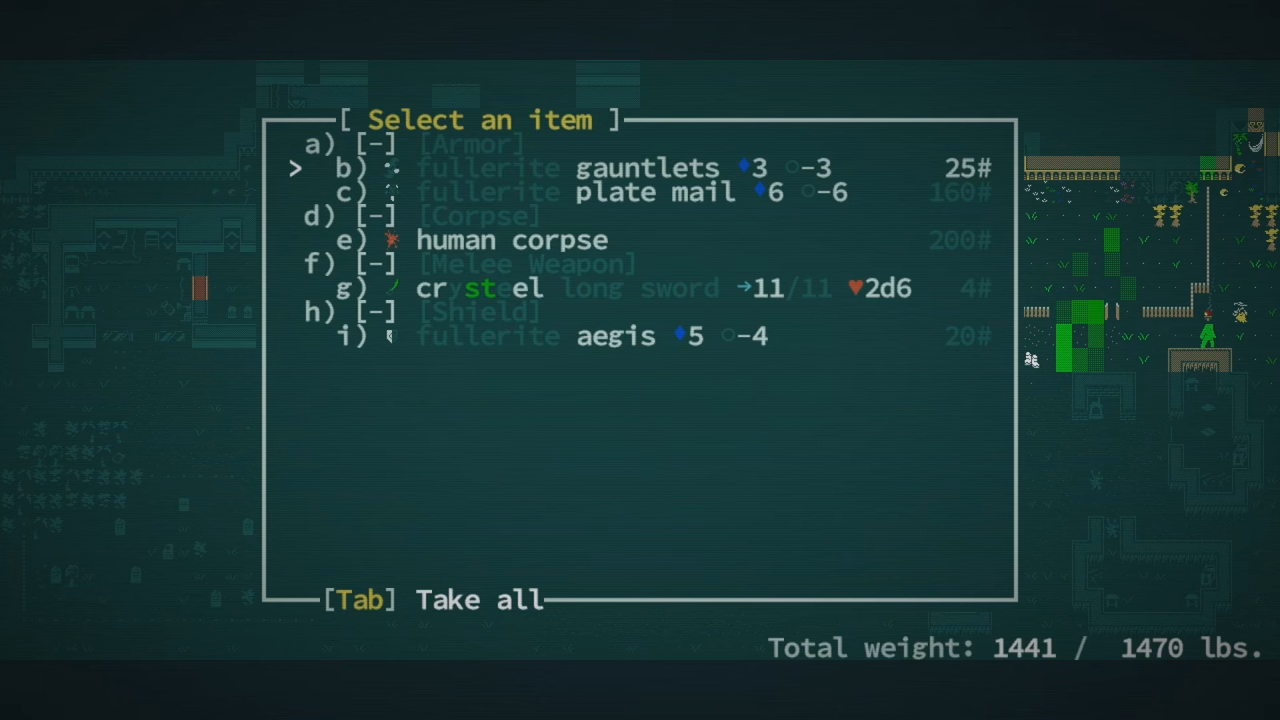 [ Select an item ]
a) [-] [Armor]
> b) fullerite gauntlets ♦3 ○-3 25#
c) fullerite plate mail ♦6 ○-6 160#
d) [-] [Corpse]
e) human corpse 200#
f) [-] [Melee Weapon]
g) crysteel long sword →11/11 ♥2d6 4#
h) [-] [Shield]
i) fullerite aegis ♦5 ○-4 20#
[Tab] Take all
Total weight: 1441 / 1470 lbs.